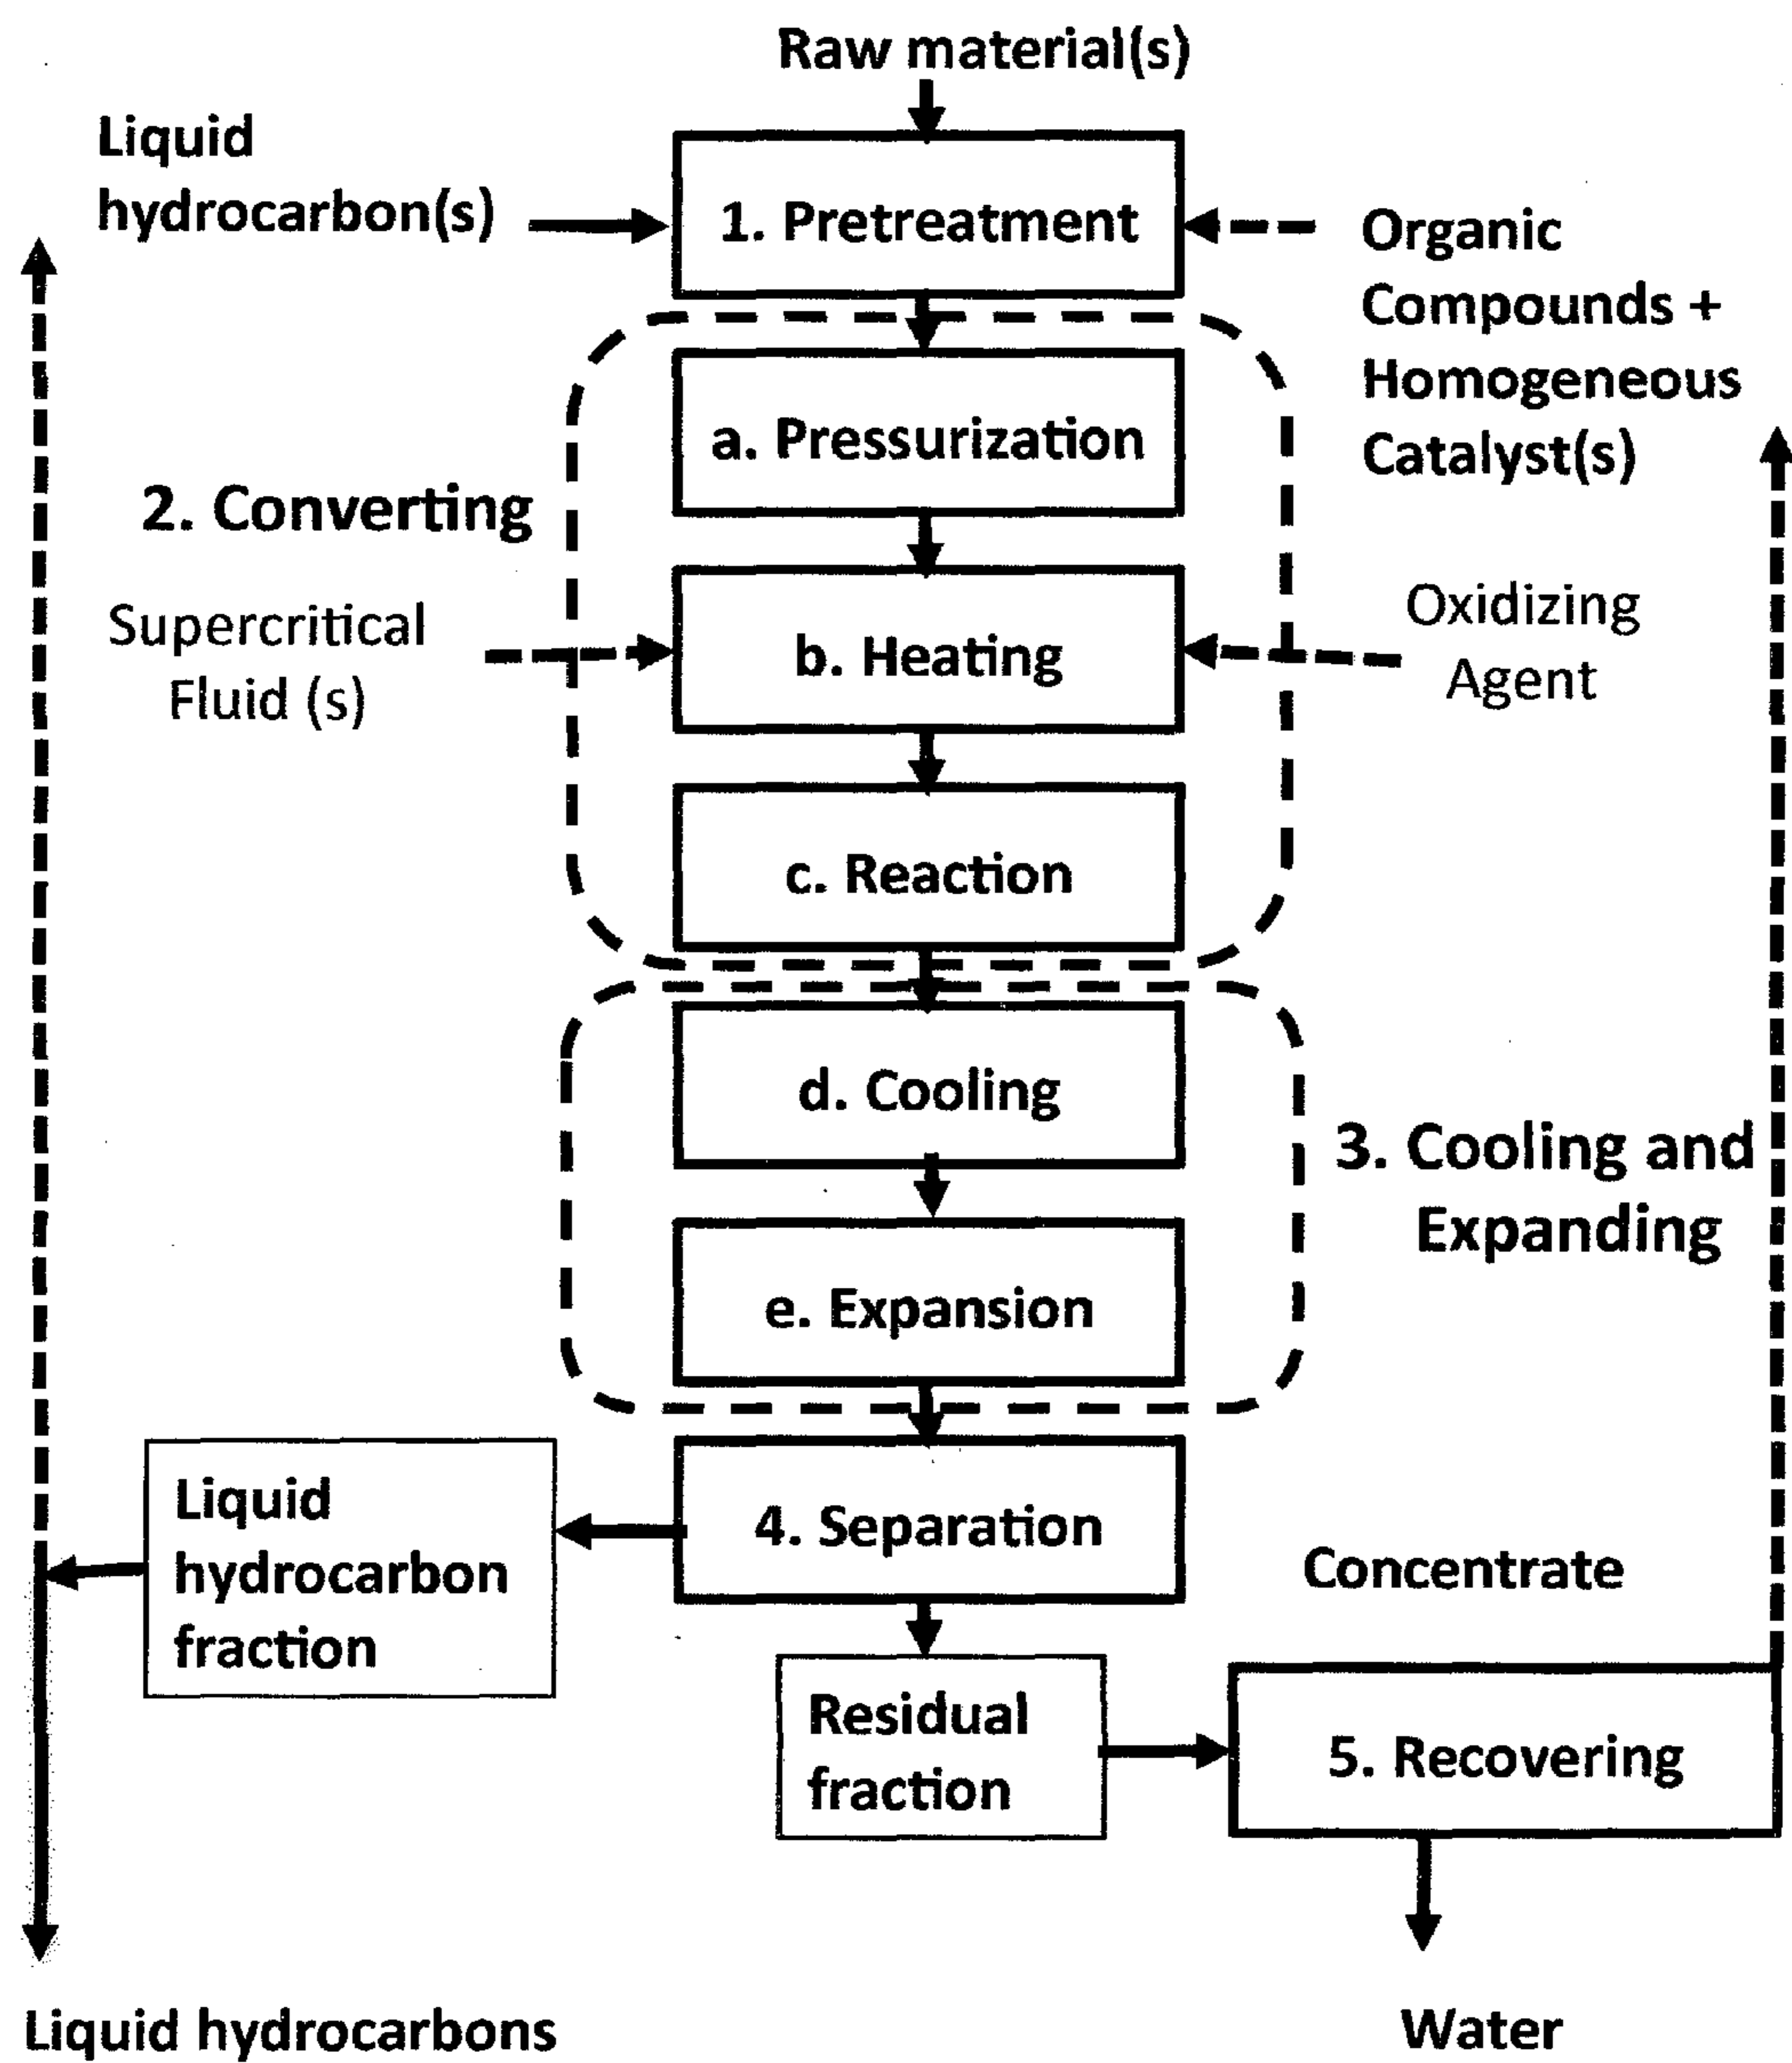 Raw material(s)
Liquid
hydrocarbon(s)
1. Pretreatment
Organic
Compounds +
Homogeneous
Catalyst(s)
a. Pressurization
2. Converting
Supercritical
Fluid (s)
b. Heating
Oxidizing
Agent
c. Reaction
d. Cooling
3. Cooling and
Expanding
e. Expansion
4. Separation
Liquid
hydrocarbon
fraction
Concentrate
Residual
fraction
5. Recovering
Liquid hydrocarbons
Water